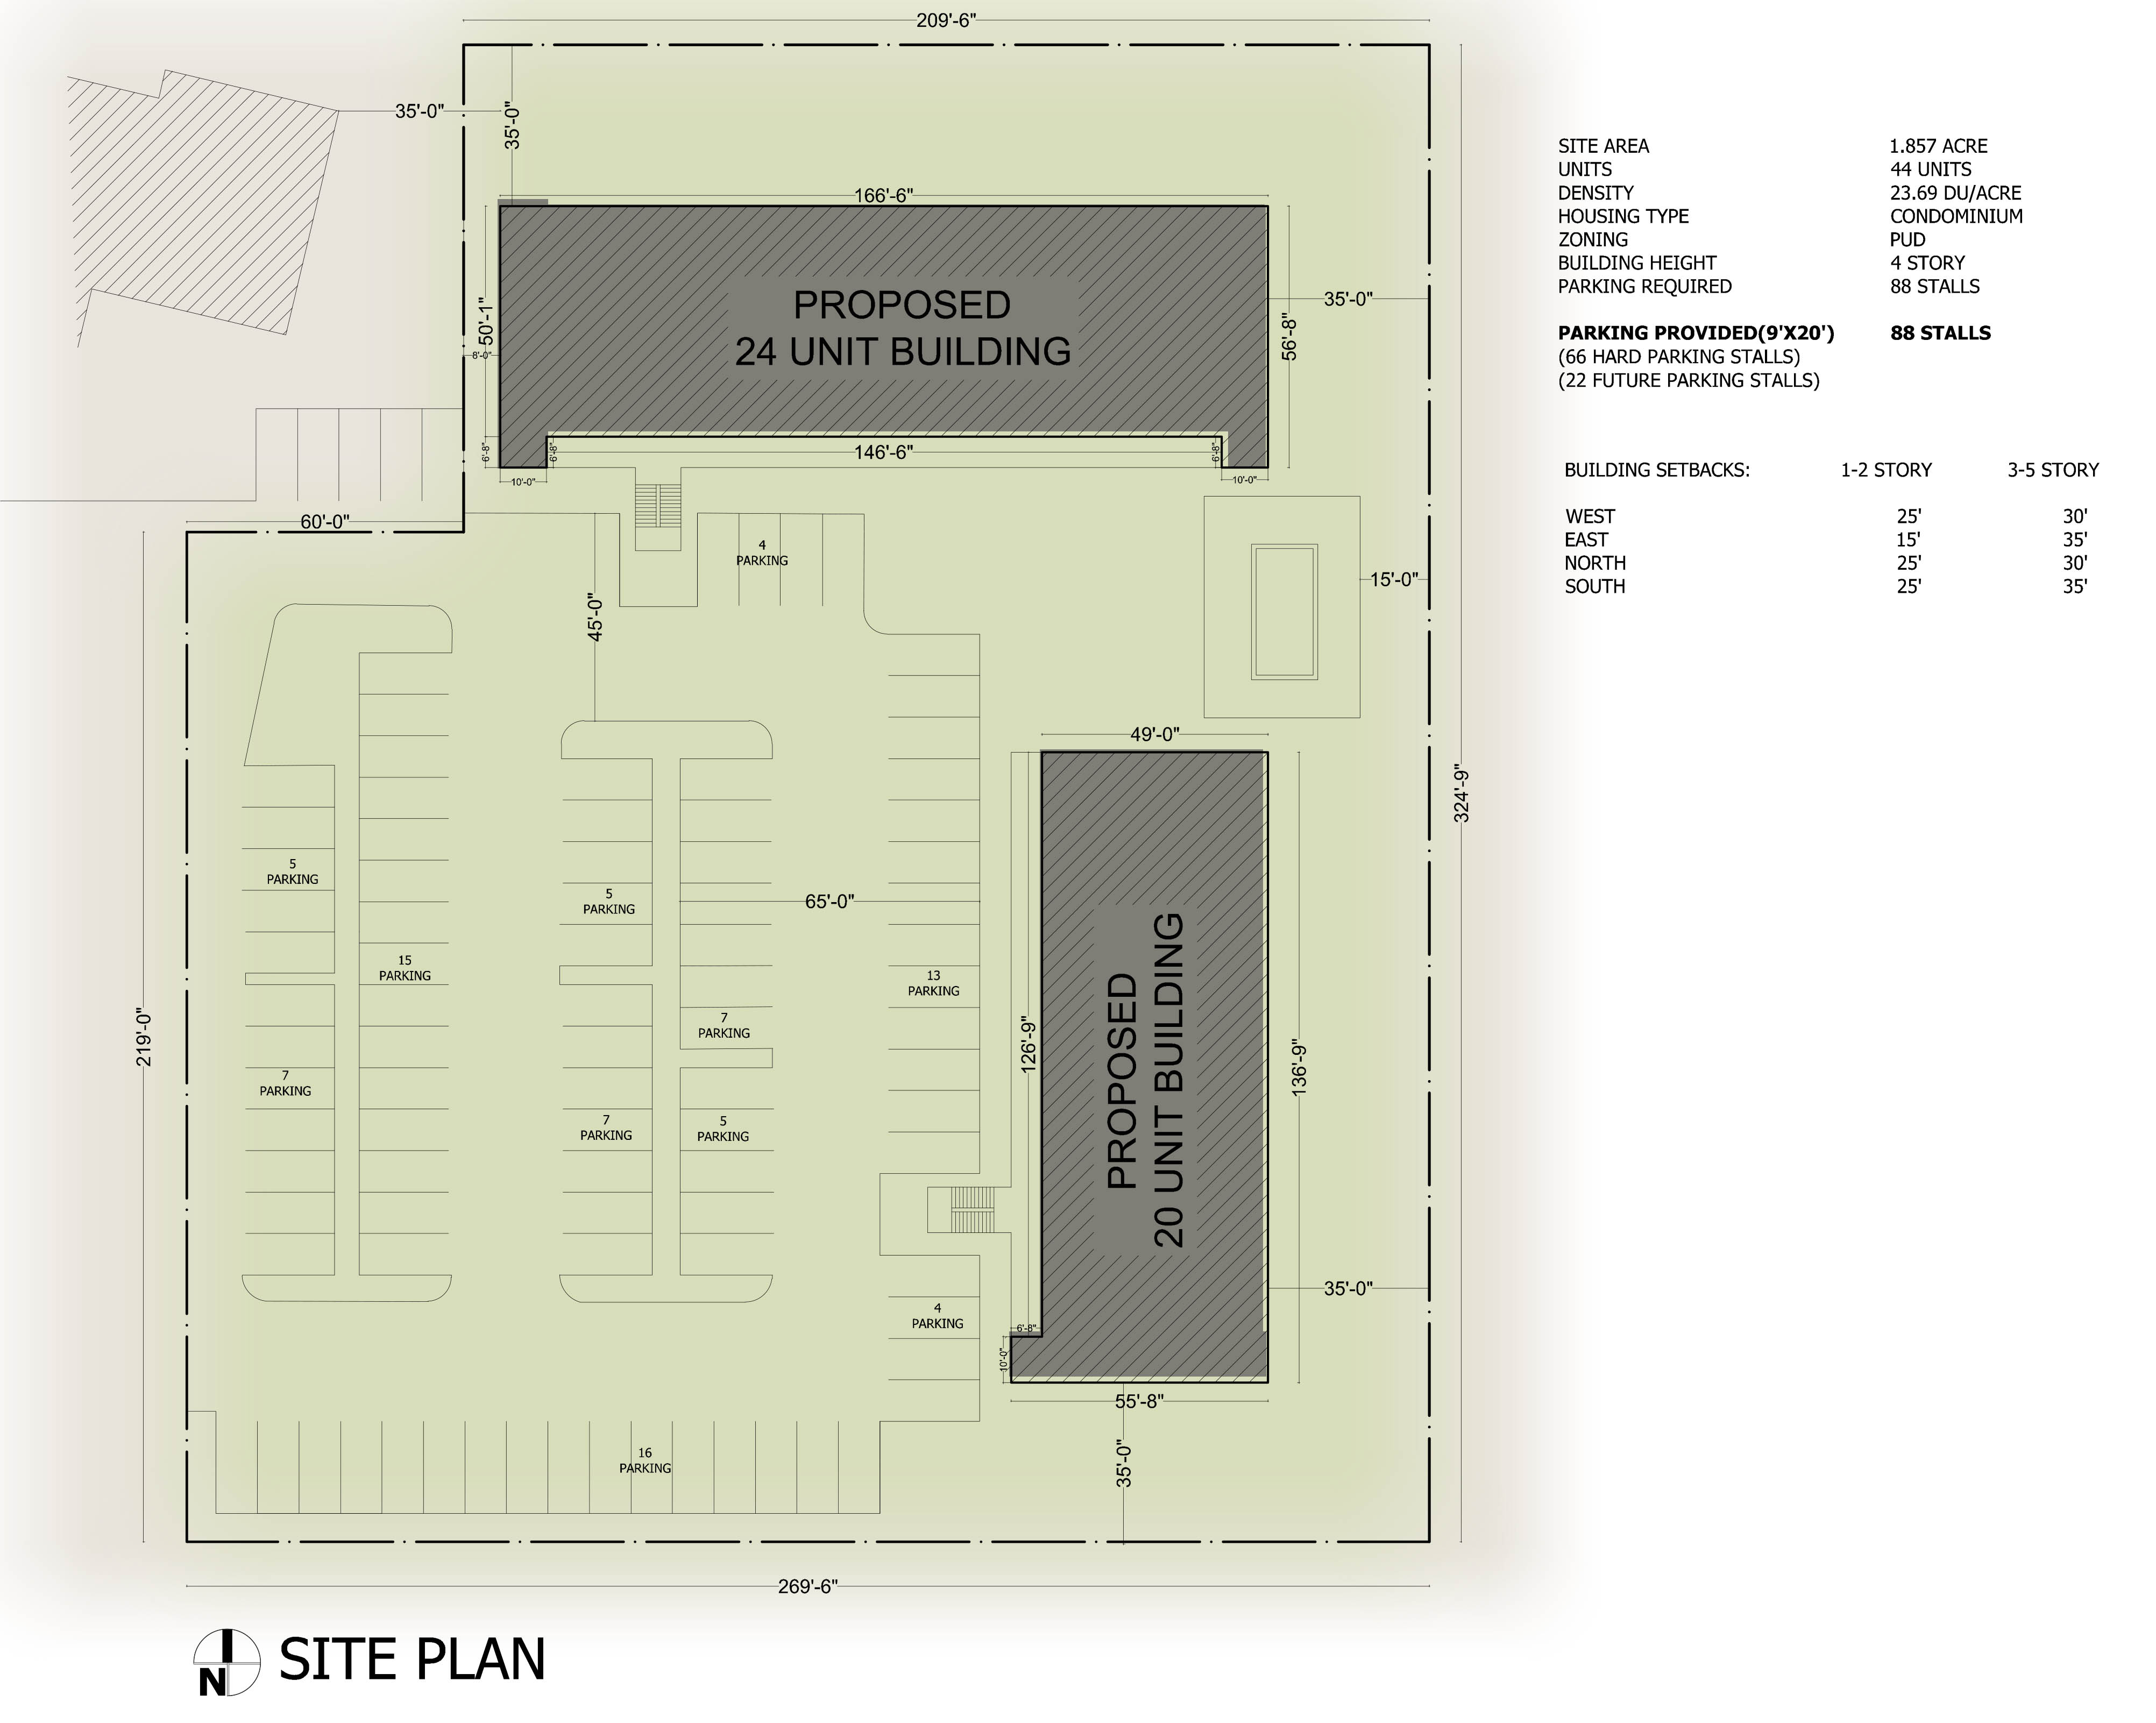 209'-6"
35'-0"
35'-0"
166'-6"
PROPOSED
24 UNIT BUILDING
50'-1"
8'-0"
35'-0"
56'-8"
6'-8"
6'-8"
146'-6"
6'-8"
10'-0"
10'-0"
60'-0"
4
PARKING
45'-0"
15'-0"
49'-0"
324'-9"
5
PARKING
5
PARKING
65'-0"
15
PARKING
13
PARKING
7
PARKING
219'-0"
126'-9"
PROPOSED
20 UNIT BUILDING
136'-9"
7
PARKING
7
PARKING
5
PARKING
35'-0"
4
PARKING
6'-8"
10'-0"
55'-8"
16
PARKING
35'-0"
269'-6"
N
SITE PLAN
SITE AREA 1.857 ACRE
UNITS 44 UNITS
DENSITY 23.69 DU/ACRE
HOUSING TYPE CONDOMINIUM
ZONING PUD
BUILDING HEIGHT 4 STORY
PARKING REQUIRED 88 STALLS
PARKING PROVIDED(9'X20') 88 STALLS
(66 HARD PARKING STALLS)
(22 FUTURE PARKING STALLS)
BUILDING SETBACKS: 1-2 STORY 3-5 STORY
WEST 25' 30'
EAST 15' 35'
NORTH 25' 30'
SOUTH 25' 35'